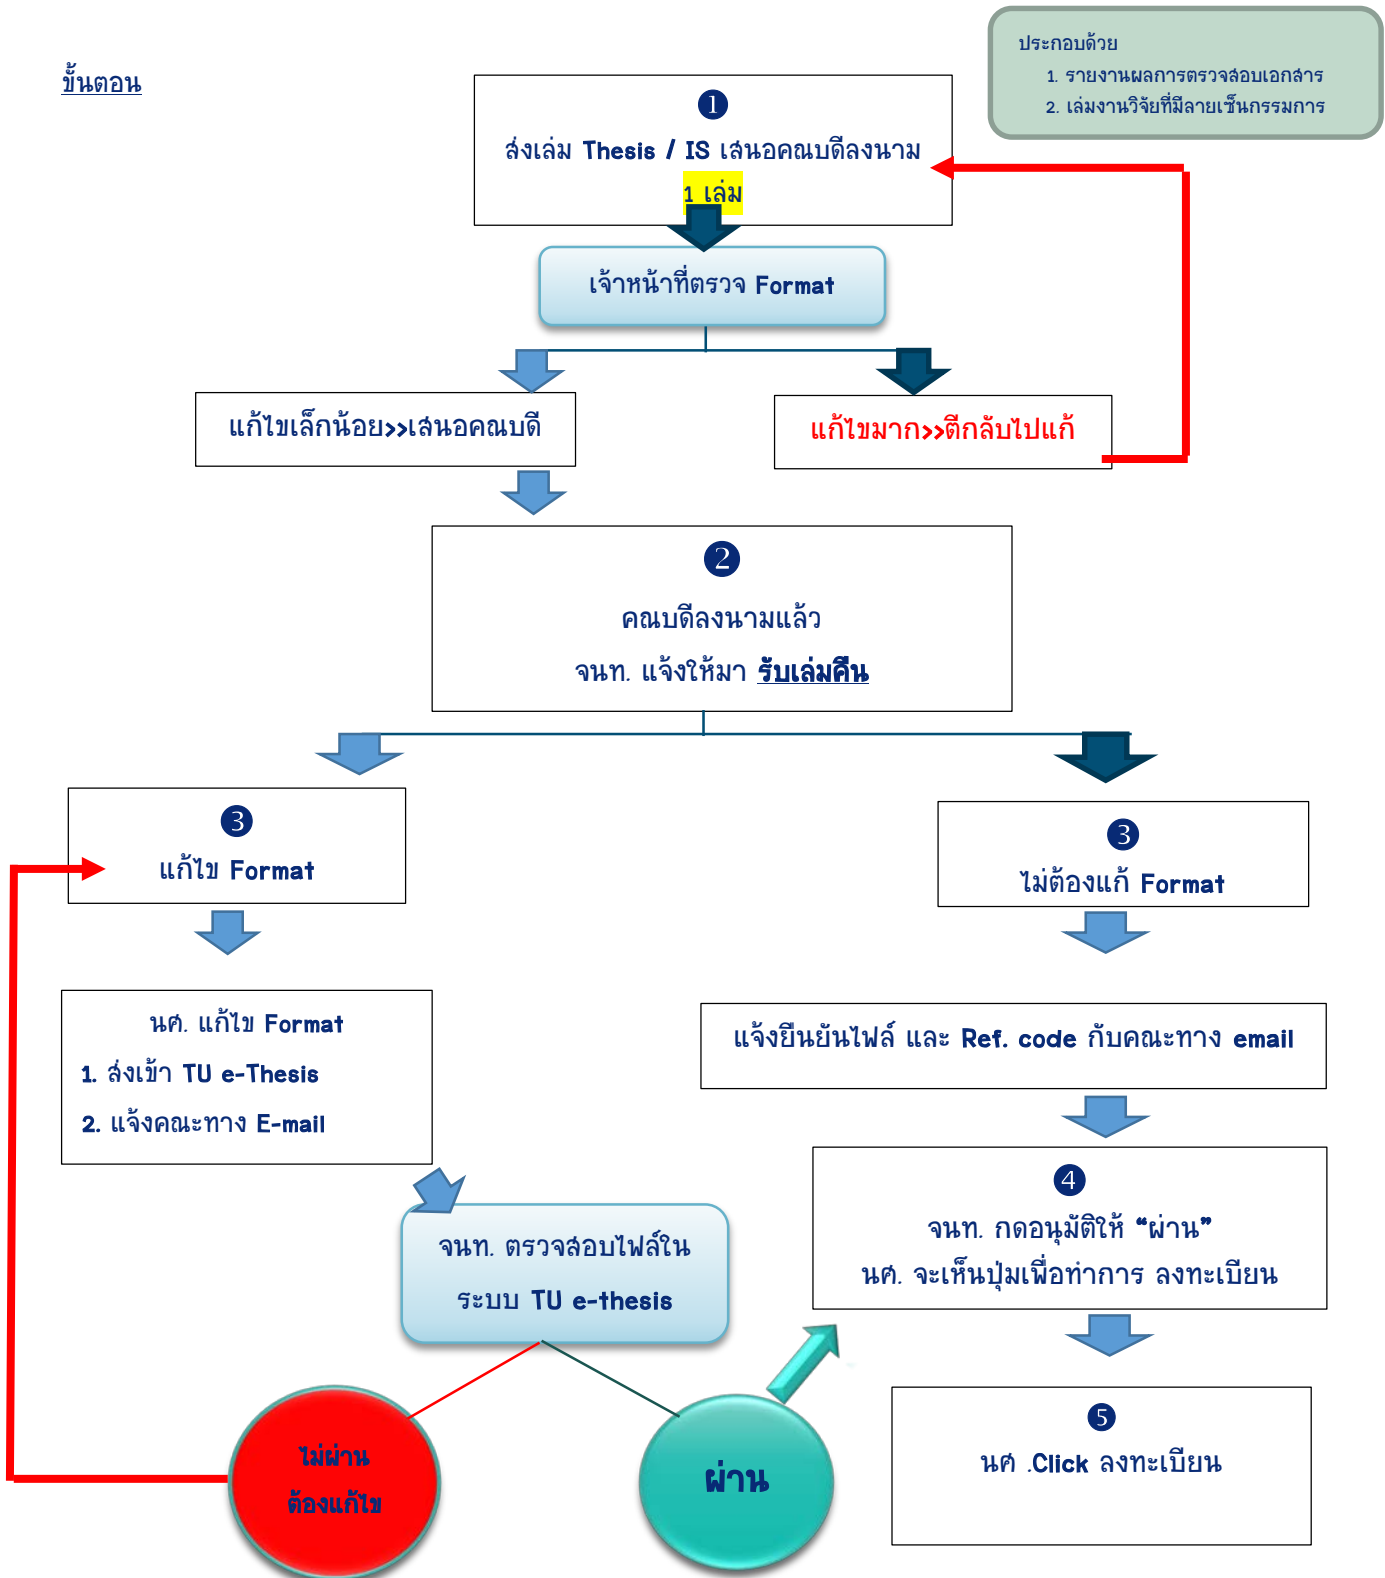 ขั้นตอน
ประกอบด้วย
1. รายงานผลการตรวจสอบเอกสาร
2. เล่มงานวิจัยที่มีลายเซ็นกรรมการ
❶
ส่งเล่ม Thesis / IS เสนอคณบดีลงนาม
1 เล่ม
เจ้าหน้าที่ตรวจ Format
แก้ไขเล็กน้อย>>เสนอคณบดี
แก้ไขมาก>>ตีกลับไปแก้
❷
คณบดีลงนามแล้ว
จนท. แจ้งให้มา รับเล่มคืน
❸
แก้ไข Format
❸
ไม่ต้องแก้ Format
นศ. แก้ไข Format
1. ส่งเข้า TU e-Thesis
2. แจ้งคณะทาง E-mail
แจ้งยืนยันไฟล์ และ Ref. code กับคณะทาง email
❹
จนท. กดอนุมัติให้ “ผ่าน”
นศ. จะเห็นปุ่มเพื่อทำการ ลงทะเบียน
จนท. ตรวจสอบไฟล์ใน
ระบบ TU e-thesis
ไม่ผ่าน
ต้องแก้ไข
ผ่าน
❺
นศ .Click ลงทะเบียน